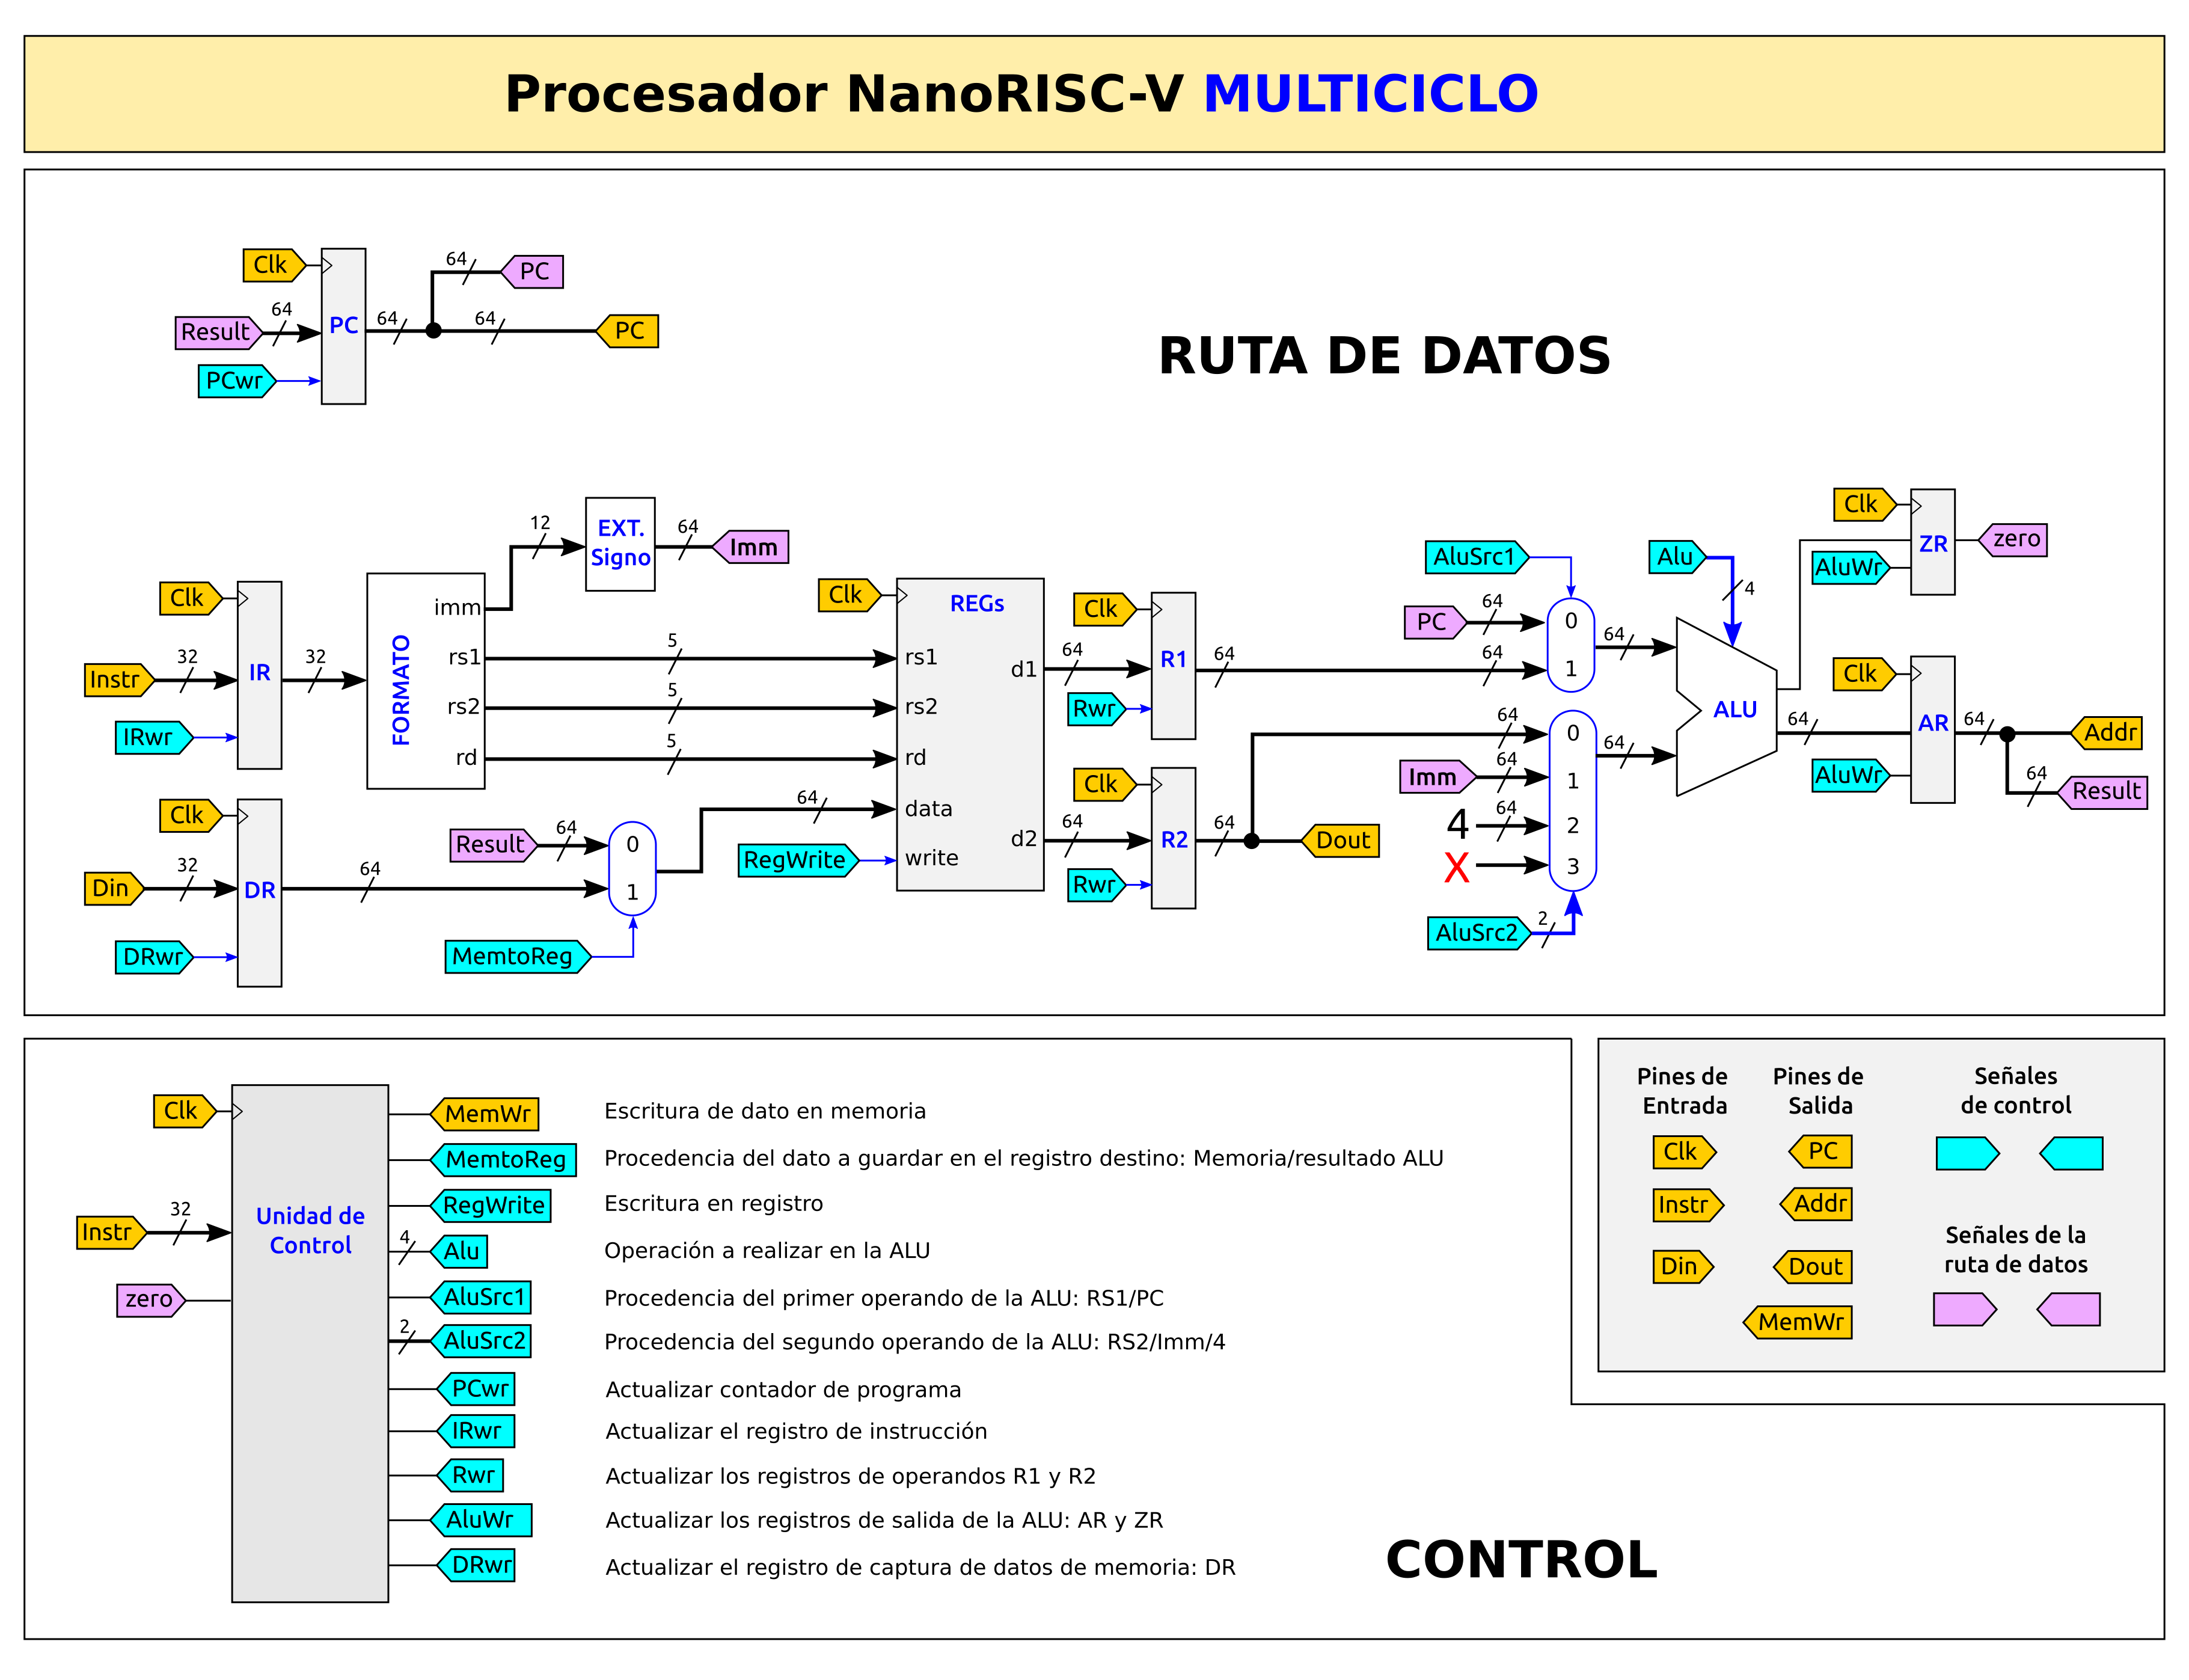 Procesador NanoRISC-V MULTICICLO
RUTA DE DATOS
Clk
Result
64
PCwr
PC
64
64
PC
64
PC
Clk
Instr
32
IRwr
IR
32
FORMATO
imm
rs1
rs2
rd
12
EXT.
Signo
64
Imm
5
5
5
Clk
Din
32
DRwr
DR
64
Result
64
0
1
MemtoReg
64
Clk
REGs
rs1
rs2
rd
data
write
d1
d2
RegWrite
64
Clk
Rwr
R1
64
64
Clk
Rwr
R2
64
Dout
AluSrc1
PC
64
64
0
1
64
64
Imm
64
4
64
X
0
1
2
3
64
AluSrc2
2
Alu
4
ALU
64
Clk
AluWr
ZR
zero
Clk
AluWr
AR
64
Addr
64
Result
Clk
Instr
32
zero
Unidad de
Control
MemWr
Escritura de dato en memoria
MemtoReg
Procedencia del dato a guardar en el registro destino: Memoria/resultado ALU
RegWrite
Escritura en registro
4
Alu
Operación a realizar en la ALU
AluSrc1
Procedencia del primer operando de la ALU: RS1/PC
2
AluSrc2
Procedencia del segundo operando de la ALU: RS2/Imm/4
PCwr
Actualizar contador de programa
IRwr
Actualizar el registro de instrucción
Rwr
Actualizar los registros de operandos R1 y R2
AluWr
Actualizar los registros de salida de la ALU: AR y ZR
DRwr
Actualizar el registro de captura de datos de memoria: DR
CONTROL
Pines de
Entrada
Clk
Instr
Din
Pines de
Salida
PC
Addr
Dout
MemWr
Señales
de control
Señales de la
ruta de datos